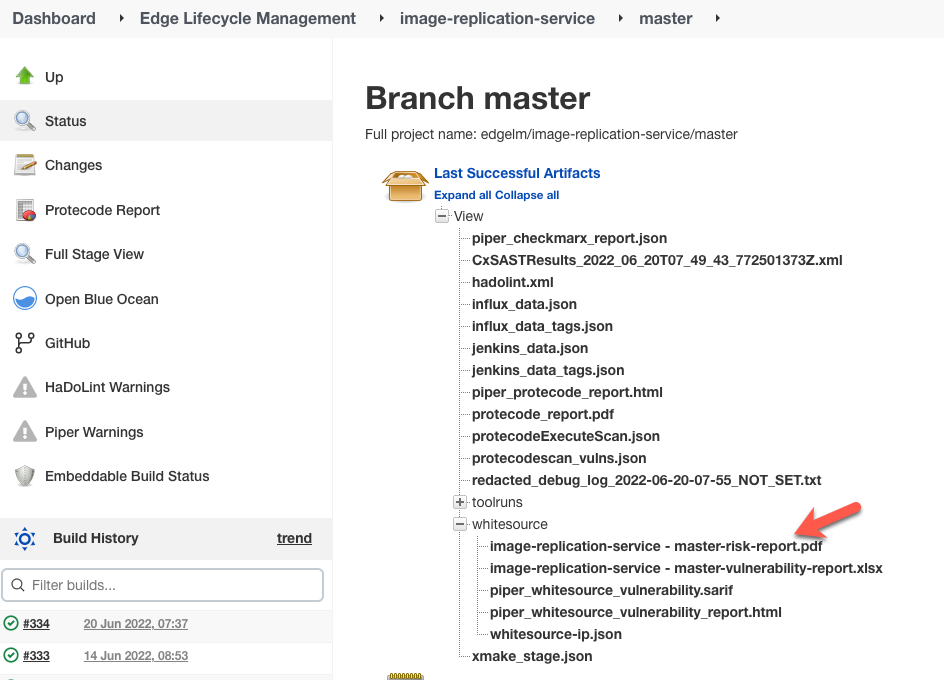 Dashboard Edge Lifecycle Management image-replication-service master
Up
Status
Changes
Protecode Report
Full Stage View
Open Blue Ocean
GitHub
HaDoLint Warnings
Piper Warnings
Embeddable Build Status
Build History trend
Filter builds...
#334 20 Jun 2022, 07:37
#333 14 Jun 2022, 08:53
Branch master
Full project name: edgelm/image-replication-service/master
Last Successful Artifacts
Expand all Collapse all
View
piper_checkmarx_report.json
CxSASTResults_2022_06_20T07_49_43_772501373Z.xml
hadolint.xml
influx_data.json
influx_data_tags.json
jenkins_data.json
jenkins_data_tags.json
piper_protecode_report.html
protecode_report.pdf
protecodeExecuteScan.json
protecodescan_vulns.json
redacted_debug_log_2022-06-20-07-55_NOT_SET.txt
toolruns
whitesource
image-replication-service - master-risk-report.pdf
image-replication-service - master-vulnerability-report.xlsx
piper_whitesource_vulnerability.sarif
piper_whitesource_vulnerability_report.html
whitesource-ip.json
xmake_stage.json